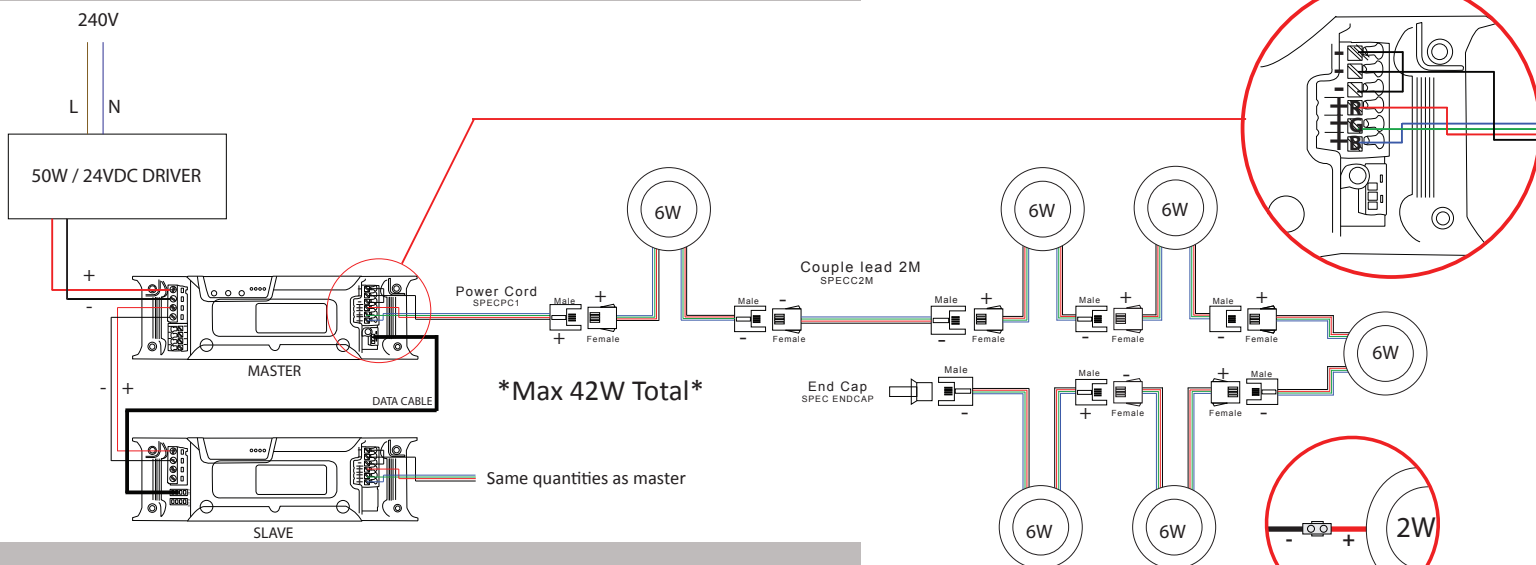 240V
L N
50W / 24VDC DRIVER
+
-
MASTER
- +
DATA CABLE
SLAVE
Same quantities as master
Power Cord
SPECPC1
Male +
+ Female
6W
*Max 42W Total*
Male -
- Female
Couple lead 2M
SPECC2M
Male +
- Female
6W
Male +
- Female
6W
Male +
- Female
6W
+ Male
Female -
6W
Male -
+ Female
6W
End Cap
SPEC ENDCAP
Male
-
-
-
-
+ R
+ G
+ B
- +
2W